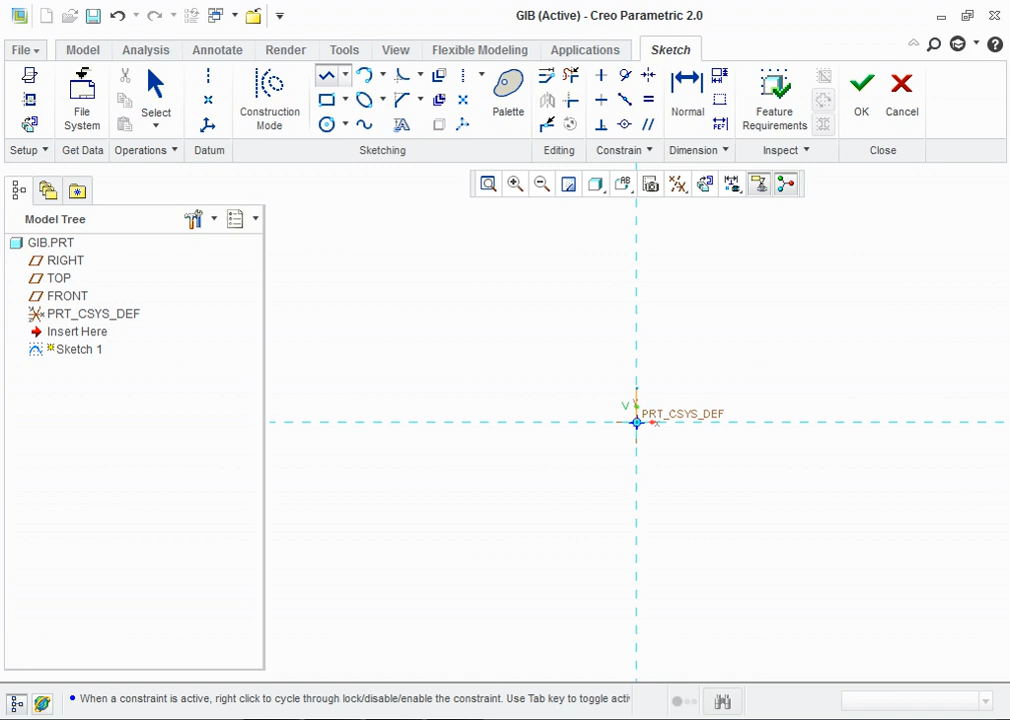 GIB (Active) - Creo Parametric 2.0
File Model Analysis Annotate Render Tools View Flexible Modeling Applications Sketch
File System
Select
Construction Mode
Palette
Normal
Feature Requirements
OK
Cancel
Setup Get Data Operations Datum Sketching Editing Constrain Dimension Inspect Close
Model Tree
GIB.PRT
RIGHT
TOP
FRONT
PRT_CSYS_DEF
Insert Here
Sketch 1
V Y
PRT_CSYS_DEF
X
When a constraint is active, right click to cycle through lock/disable/enable the constraint. Use Tab key to toggle activ